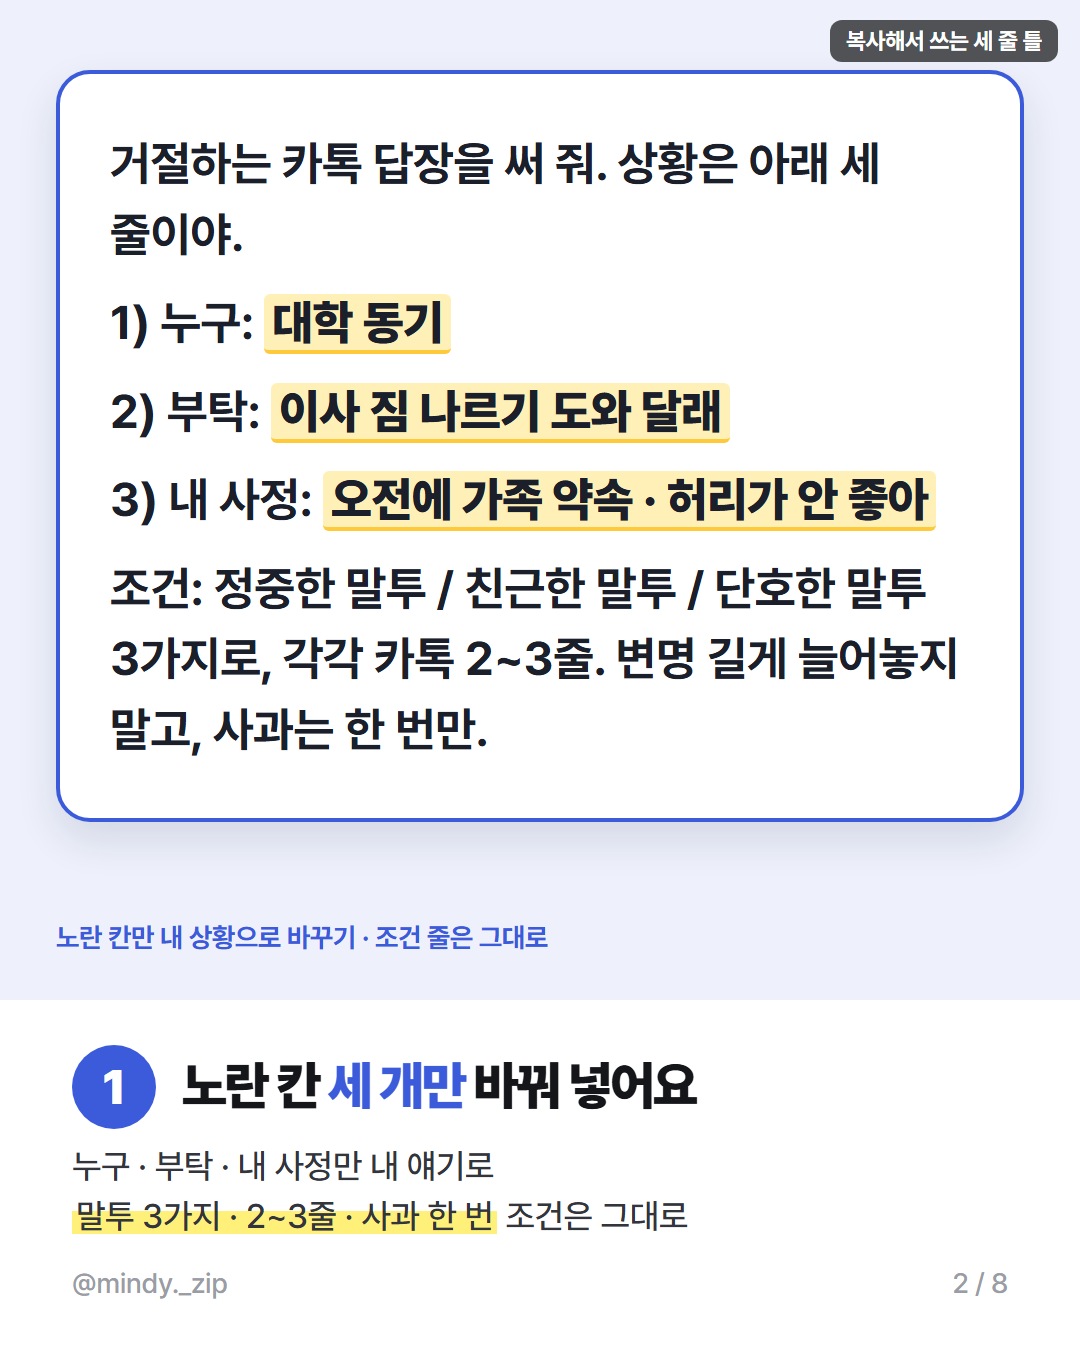 복사해서 쓰는 세 줄 틀
거절하는 카톡 답장을 써 줘. 상황은 아래 세
줄이야.
1) 누구: 대학 동기
2) 부탁: 이사 짐 나르기 도와 달래
3) 내 사정: 오전에 가족 약속 · 허리가 안 좋아
조건: 정중한 말투 / 친근한 말투 / 단호한 말투
3가지로, 각각 카톡 2~3줄. 변명 길게 늘어놓지
말고, 사과는 한 번만.
노란 칸만 내 상황으로 바꾸기 · 조건 줄은 그대로
1 노란 칸 세 개만 바꿔 넣어요
누구 · 부탁 · 내 사정만 내 얘기로
말투 3가지 · 2~3줄 · 사과 한 번 조건은 그대로
@mindy._zip 2 / 8